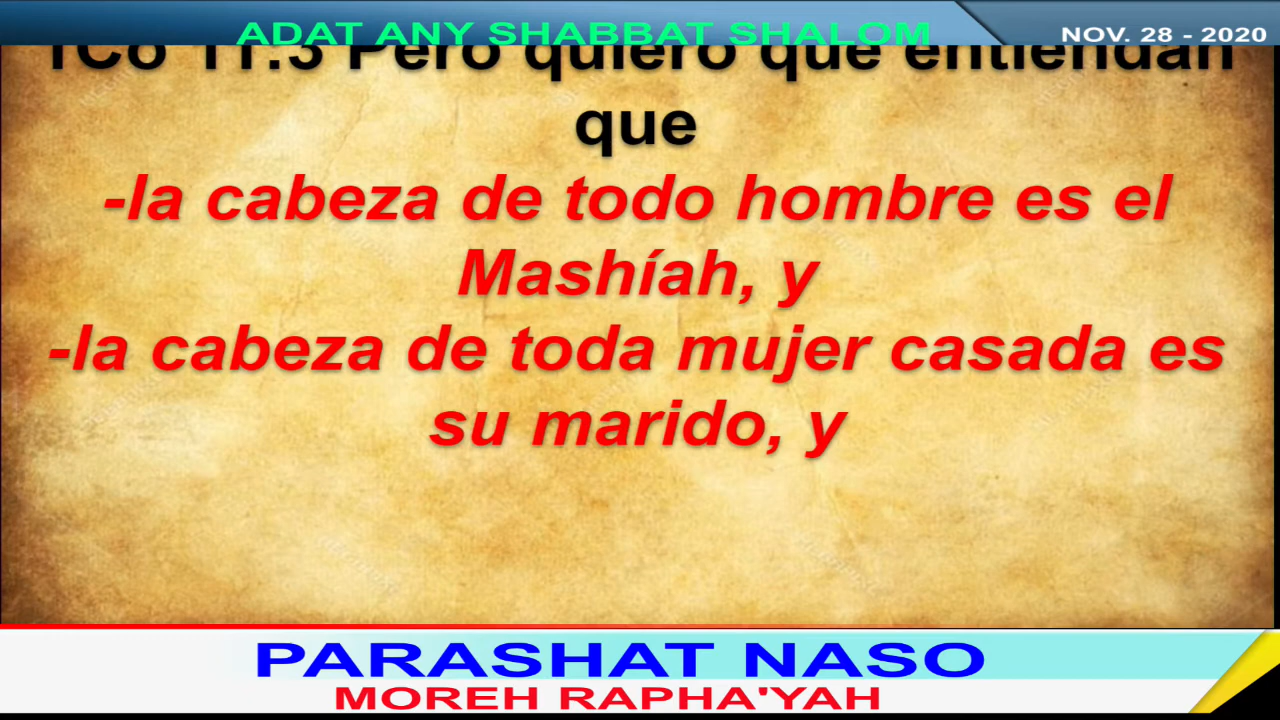 ADAT ANY SHABBAT SHALOM
NOV. 28 - 2020
1Co 11:3 Pero quiero que entiendan
que
-la cabeza de todo hombre es el
Mashíah, y
-la cabeza de toda mujer casada es
su marido, y
PARASHAT NASO
MOREH RAPHA'YAH